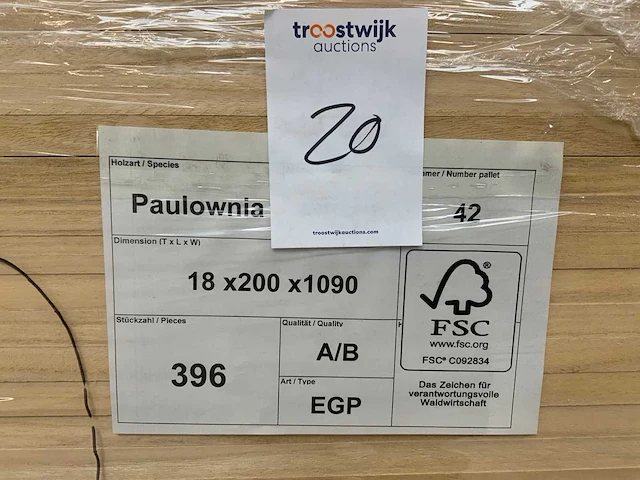 troostwijk
auctions
20
troostwijkauctions.com
Holzart / Species
Paulownia
Number pallet
42
Dimension (T x L x W)
18 x200 x1090
Stückzahl / Pieces
396
Qualität / Quality
A/B
Art / Type
EGP
®
FSC
www.fsc.org
FSC® C092834
Das Zeichen für
verantwortungsvolle
Waldwirtschaft